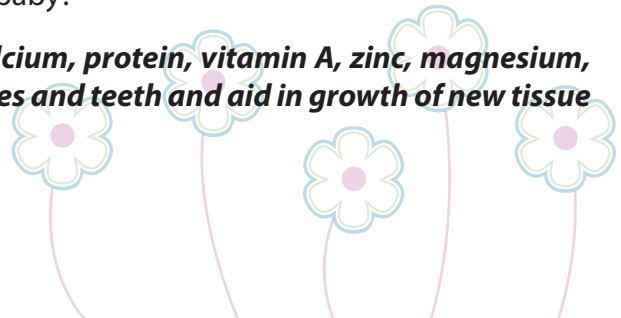 baby?
lcium, protein, vitamin A, zinc, magnesium,
es and teeth and aid in growth of new tissue